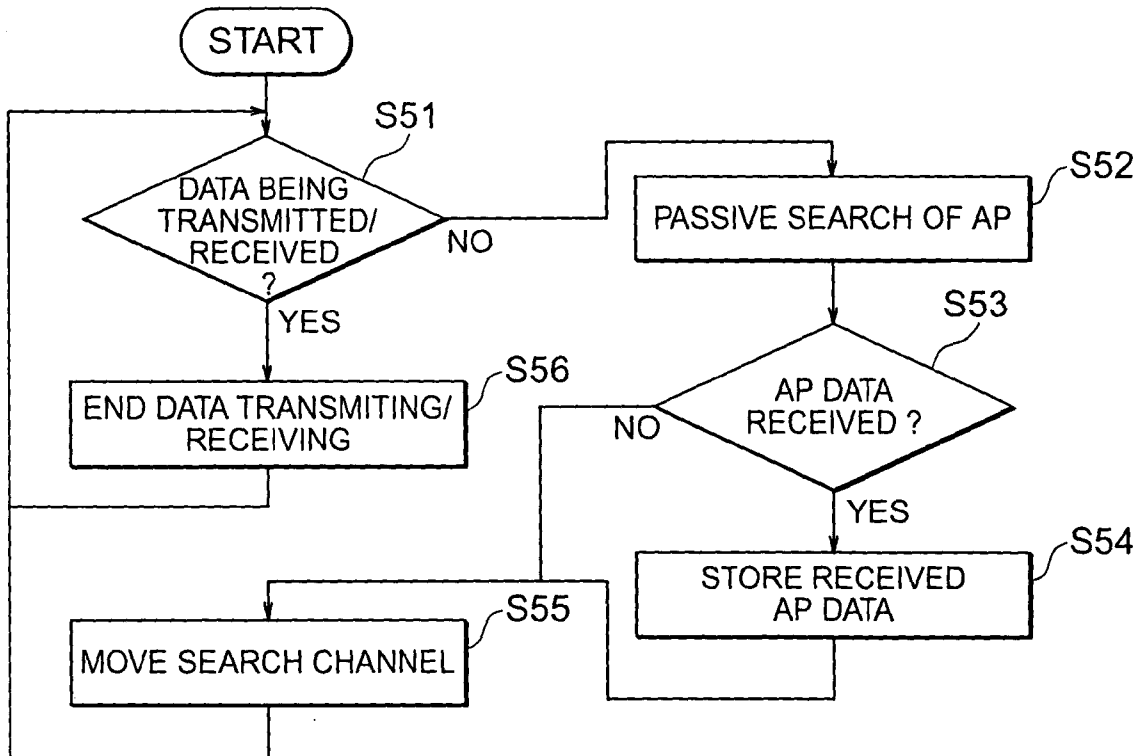 START
S51
DATA BEING
TRANSMITTED/
RECEIVED
?
NO
YES
S52
PASSIVE SEARCH OF AP
S53
AP DATA
RECEIVED ?
NO
YES
S56
END DATA TRANSMITING/
RECEIVING
S54
STORE RECEIVED
AP DATA
S55
MOVE SEARCH CHANNEL